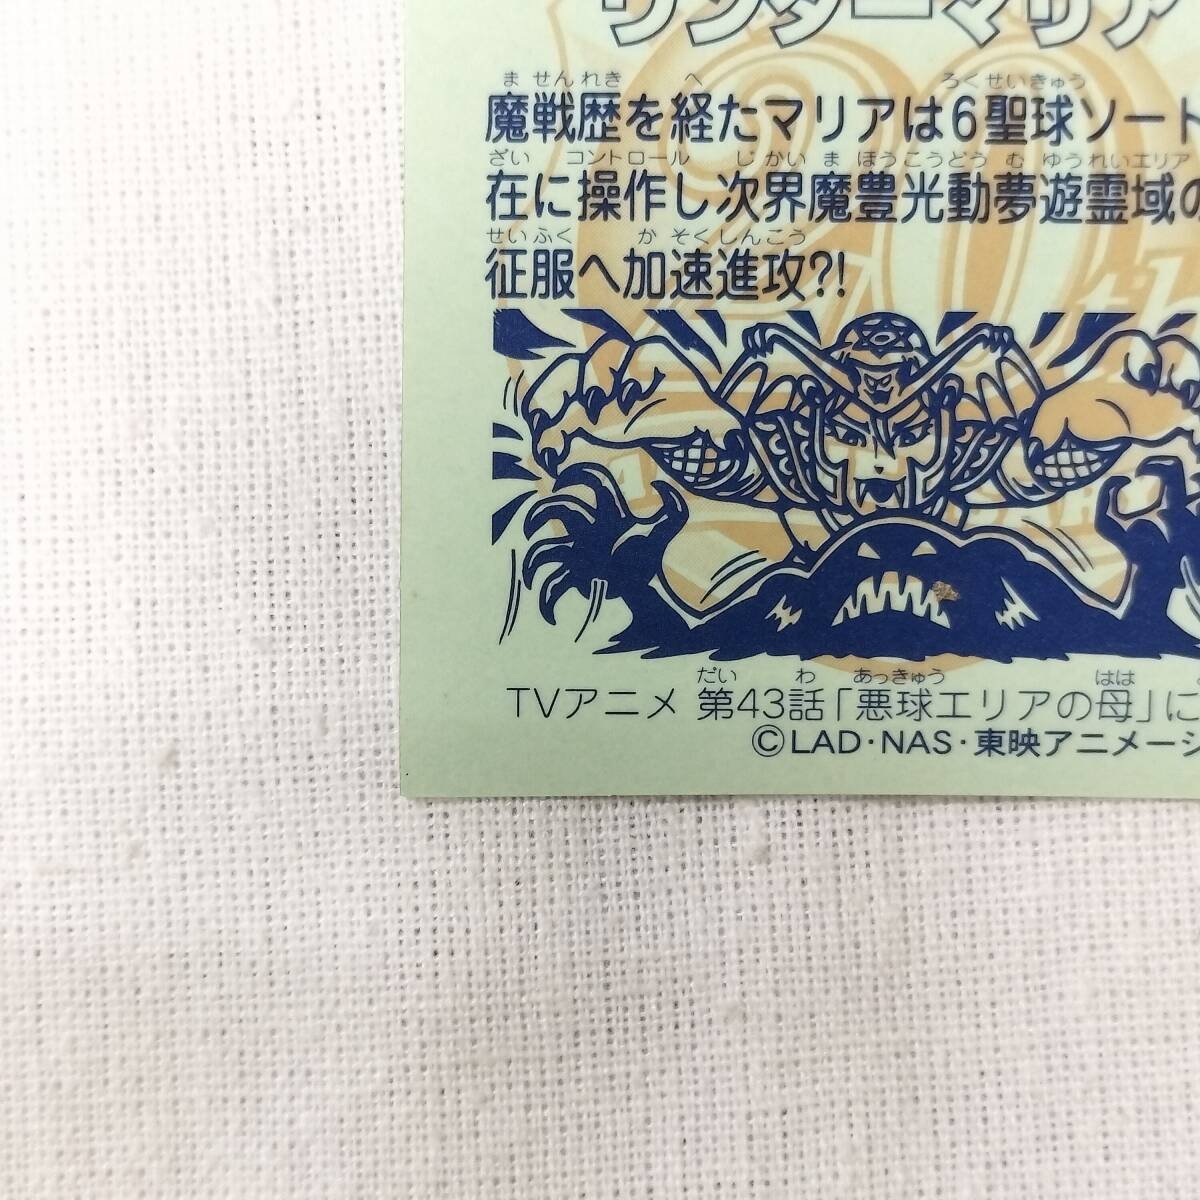 ワンダーマリア
ま せんれき へ ろくせいきゅう
魔戦歴を経たマリアは6聖球ソート
ざい コントロール じ かい ま ほうこうどう む ゆうれいエリア
在に操作し次界魔豊光動夢遊霊域の
せいふく か そくしんこう
征服へ加速進攻?!
20th
だい わ あっきゅう はは
TVアニメ 第43話「悪球エリアの母」に
©LAD・NAS・東映アニメーシ